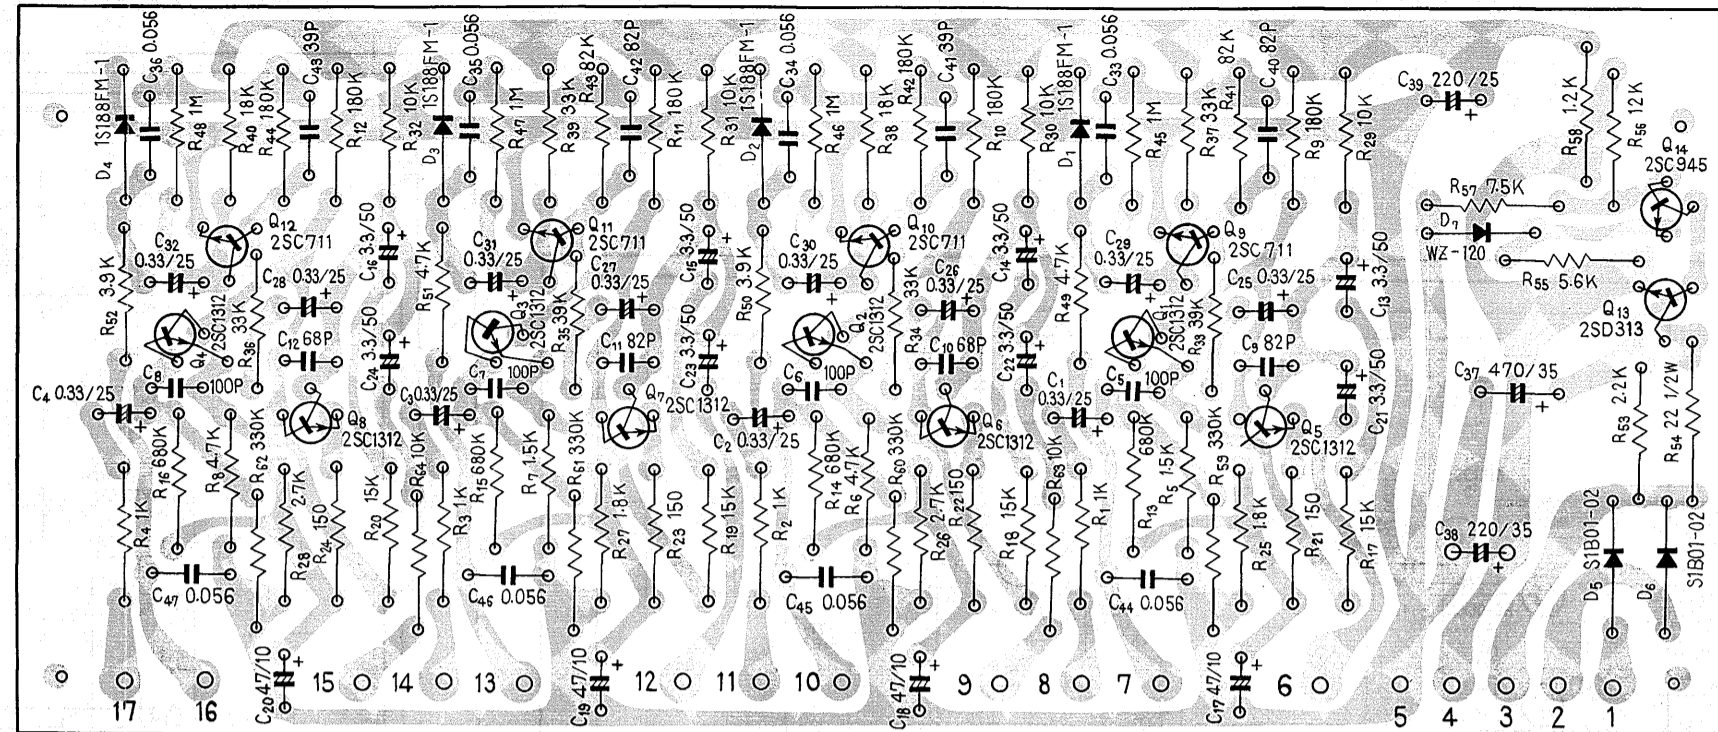 D4 1S188FM-1
C36 0.056
R48 1M
R40 18K
R44 180K
C43 39P
R12 180K
R32 10K
D3 1S188FM-1
C35 0.056
R47 1M
R39 33K
R43 82K
C42 82P
R11 180K
R31 10K
D2 1S188FM-1
C34 0.056
R46 1M
R38 18K
R42 180K
C41 39P
R10 180K
R30 10K
D1 1S188FM-1
C33 0.056
R45 1M
R37 33K
R41 82K
C40 82P
R9 180K
R29 10K
C39 220/25
R58 1.2K
R56 12K
Q14
2SC945
R57 7.5K
D7
WZ-120
R55 5.6K
Q13
2SD313
R52 3.9K
C32
0.33/25
Q12
2SC711
C28 0.33/25
C16 3.3/50
R51 4.7K
C31
0.33/25
Q11
2SC711
C27
0.33/25
C15 3.3/50
R50 3.9K
C30
0.33/25
Q10
2SC711
C26
0.33/25
C14 3.3/50
R49 4.7K
C29
0.33/25
Q9
2SC711
C25 0.33/25
C13 3.3/50
Q4 2SC1312
R36 33K
C12 68P
C24 3.3/50
Q3 2SC1312
R35 39K
C11 82P
C23 3.3/50
Q2 2SC1312
R34 33K
C10 68P
C22 3.3/50
Q1 2SC1312
R33 39K
C9 82P
C21 3.3/50
C37 470/35
R53 2.2K
R54 22 1/2W
C4 0.33/25
C8
100P
Q8
2SC1312
C3 0.33/25
C7
100P
Q7 2SC1312
C2 0.33/25
C6
100P
Q6
2SC1312
C1
0.33/25
C5
100P
Q5
2SC1312
R4 1K
R16 680K
R8 4.7K
R62 330K
R28 2.7K
R24 150
R20 15K
R64 10K
R3 1K
R15 680K
R7 1.5K
R61 330K
R27 1.8K
R23 150
R19 15K
R2 1K
R14 680K
R6 4.7K
R60 330K
R26 2.7K
R22 150
R18 15K
R63 10K
R1 1K
R13 680K
R5 1.5K
R59 330K
R25 1.8K
R21 150
R17 15K
C38 220/35
D5 S1B01-02
D6 S1B01-02
C47 0.056
C46 0.056
C45 0.056
C44 0.056
C20 47/10
C19 47/10
C18 47/10
C17 47/10
17 16 15 14 13 12 11 10 9 8 7 6 5 4 3 2 1